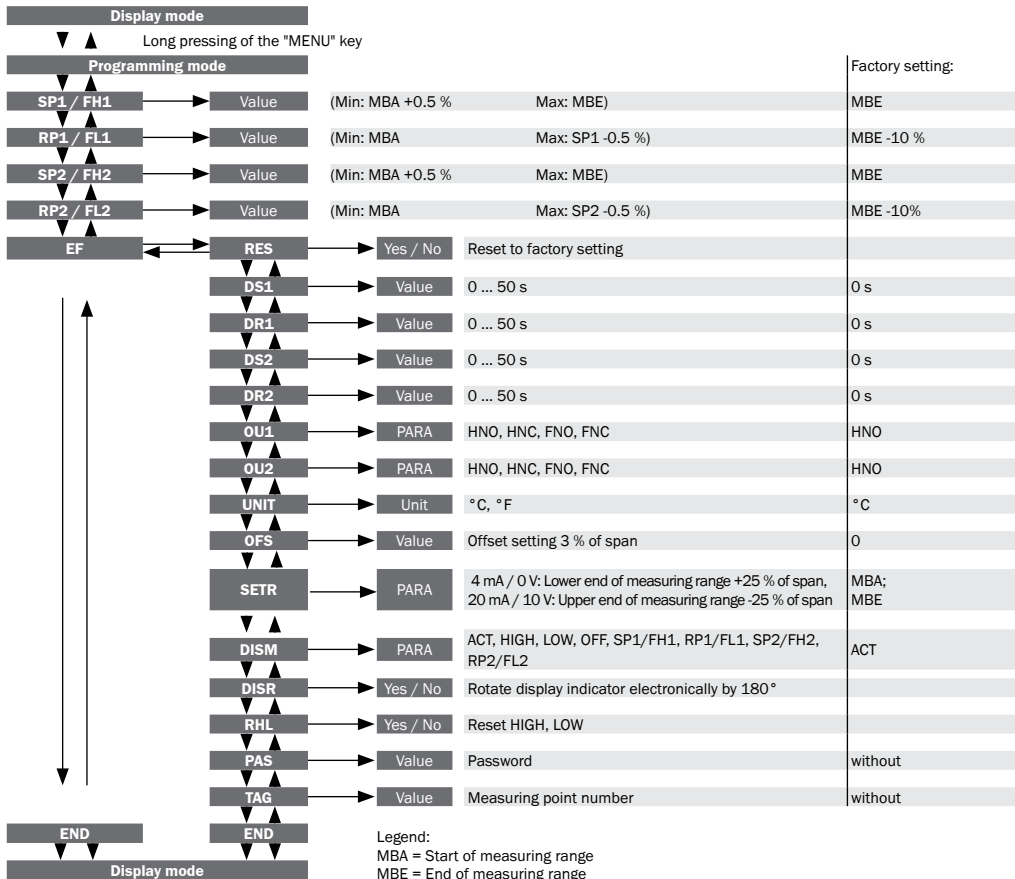 Display mode
Long pressing of the "MENU" key
Programming mode Factory setting:
SP1 / FH1 Value (Min: MBA +0.5 % Max: MBE) MBE
RP1 / FL1 Value (Min: MBA Max: SP1 -0.5 %) MBE -10 %
SP2 / FH2 Value (Min: MBA +0.5 % Max: MBE) MBE
RP2 / FL2 Value (Min: MBA Max: SP2 -0.5 %) MBE -10%
EF RES Yes / No Reset to factory setting
DS1 Value 0 ... 50 s 0 s
DR1 Value 0 ... 50 s 0 s
DS2 Value 0 ... 50 s 0 s
DR2 Value 0 ... 50 s 0 s
OU1 PARA HNO, HNC, FNO, FNC HNO
OU2 PARA HNO, HNC, FNO, FNC HNO
UNIT Unit °C, °F °C
OFS Value Offset setting 3 % of span 0
SETR PARA 4 mA / 0 V: Lower end of measuring range +25 % of span, MBA;
20 mA / 10 V: Upper end of measuring range -25 % of span MBE
DISM PARA ACT, HIGH, LOW, OFF, SP1/FH1, RP1/FL1, SP2/FH2, ACT
RP2/FL2
DISR Yes / No Rotate display indicator electronically by 180°
RHL Yes / No Reset HIGH, LOW
PAS Value Password without
TAG Value Measuring point number without
END END Legend:
MBA = Start of measuring range
Display mode MBE = End of measuring range